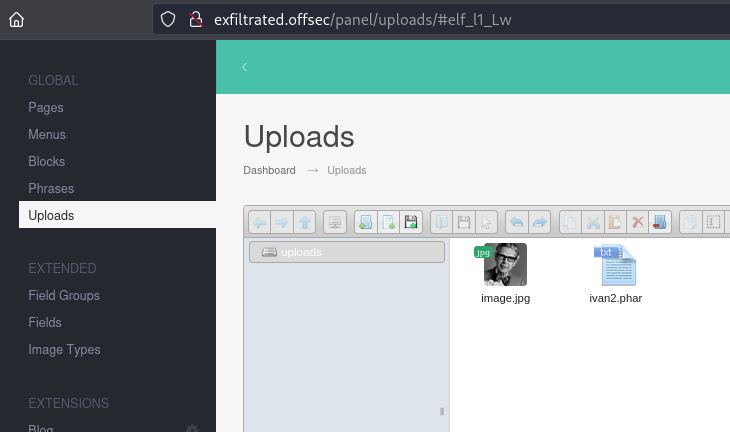 exfiltrated.offsec/panel/uploads/#elf_l1_Lw
GLOBAL
Pages
Menus
Blocks
Phrases
Uploads
EXTENDED
Field Groups
Fields
Image Types
EXTENSIONS
Blog
Uploads
Dashboard → Uploads
uploads
jpg
image.jpg
txt
ivan2.phar